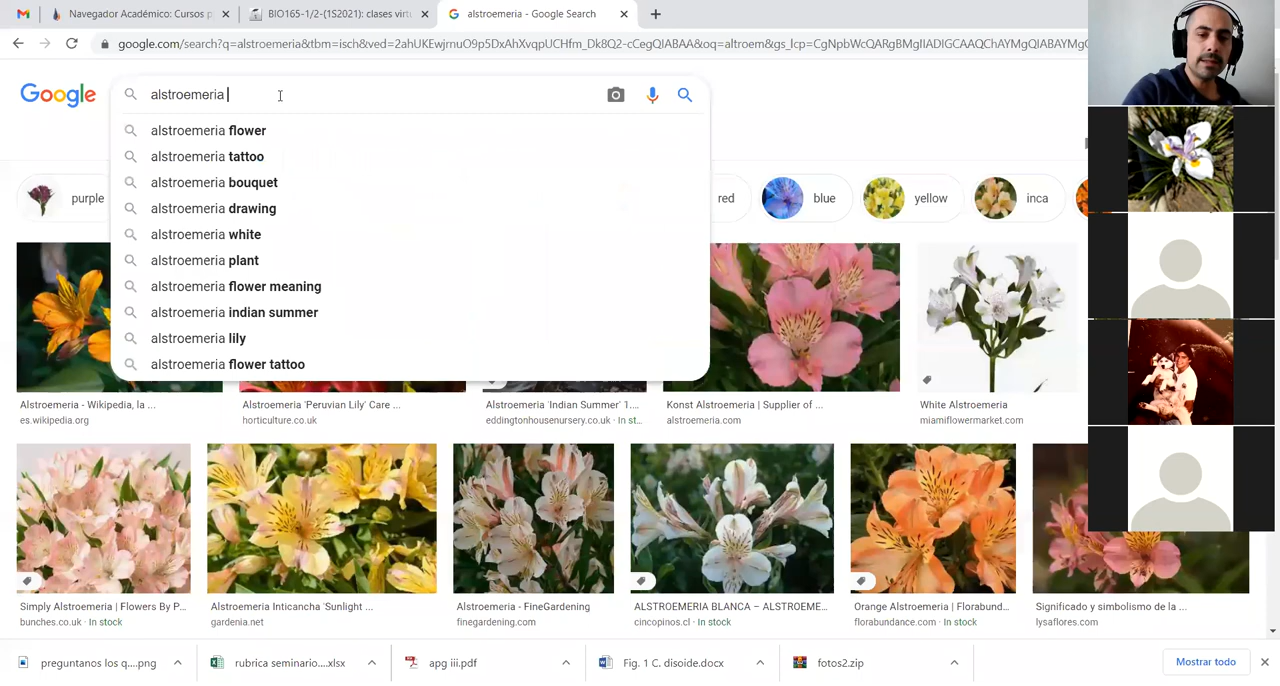 Navegador Académico: Cursos p
BIO165-1/2-(1S2021): clases virtu
alstroemeria - Google Search
google.com/search?q=alstroemeria&tbm=isch&ved=
Google
alstroemeria
alstroemeria flower
alstroemeria tattoo
alstroemeria bouquet
alstroemeria drawing
alstroemeria white
alstroemeria plant
alstroemeria flower meaning
alstroemeria indian summer
alstroemeria lily
alstroemeria flower tattoo
purple
red
blue
yellow
inca
Alstroemeria - Wikipedia, la ...
es.wikipedia.org
Alstroemeria 'Peruvian Lily' Care ...
horticulture.co.uk
Alstroemeria 'Indian Summer' 1....
eddingtonhousenursery.co.uk · In st...
Konst Alstroemeria | Supplier of ...
alstroemeria.com
White Alstroemeria
miamiflowermarket.com
Simply Alstroemeria | Flowers By P...
bunches.co.uk · In stock
Alstroemeria Inticancha 'Sunlight ...
gardenia.net
Alstroemeria - FineGardening
finegardening.com
ALSTROEMERIA BLANCA – ALSTROEME...
cincopinos.cl · In stock
Orange Alstroemeria | Florabund...
florabundance.com · In stock
Significado y simbolismo de la ...
lysaflores.com
preguntanos los q....png
rubrica seminario....xlsx
apg iii.pdf
Fig. 1 C. disoide.docx
fotos2.zip
Mostrar todo